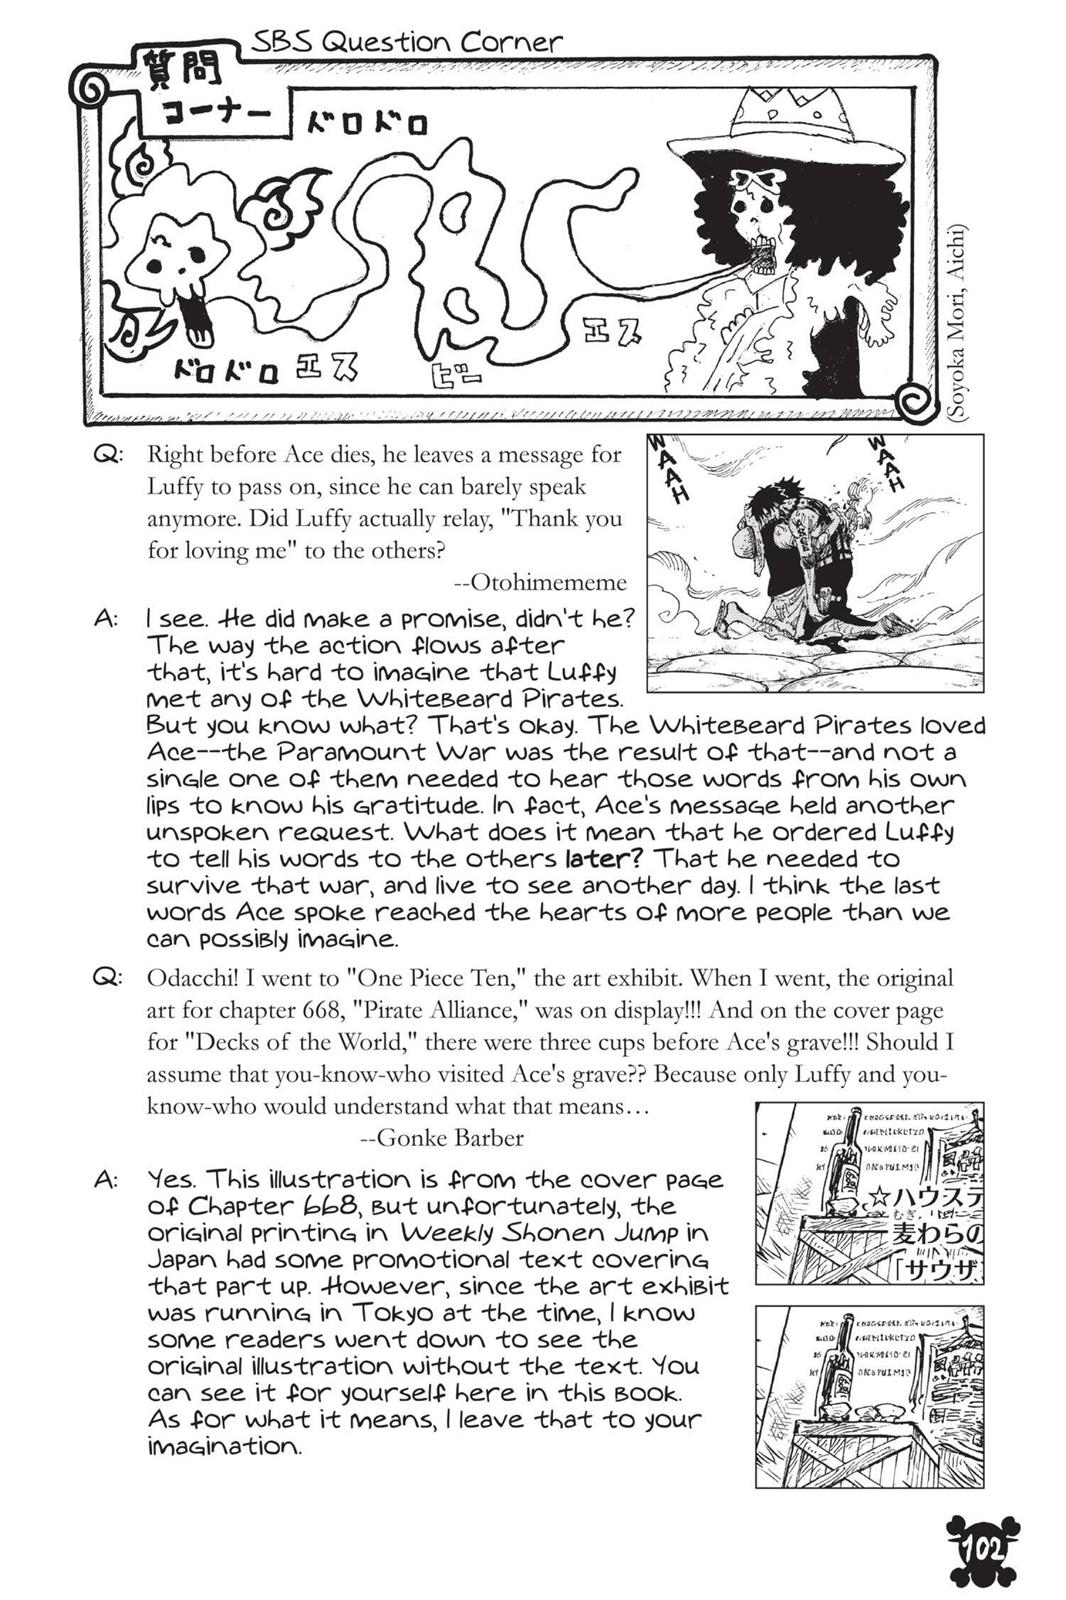 SBS Question Corner
質問
コーナー
ドロドロ
エス
ドロドロ エス
ビー
(Soyoka Mori, Aichi)
Q: Right before Ace dies, he leaves a message for
Luffy to pass on, since he can barely speak
anymore. Did Luffy actually relay, "Thank you
for loving me" to the others?
--Otohimememe
WAAH
WAAAH
A: I see. He did make a promise, didn't he?
The way the action flows after
that, it's hard to imagine that Luffy
met any of the Whitebeard Pirates.
But you know what? That's okay. The Whitebeard Pirates loved
Ace--the Paramount War was the result of that--and not a
single one of them needed to hear those words from his own
lips to know his gratitude. In fact, Ace's message held another
unspoken request. What does it mean that he ordered Luffy
to tell his words to the others later? That he needed to
survive that war, and live to see another day. I think the last
words Ace spoke reached the hearts of more people than we
can possibly imagine.
Q: Odacchi! I went to "One Piece Ten," the art exhibit. When I went, the original
art for chapter 668, "Pirate Alliance," was on display!!! And on the cover page
for "Decks of the World," there were three cups before Ace's grave!!! Should I
assume that you-know-who visited Ace's grave?? Because only Luffy and you-
know-who would understand what that means…
--Gonke Barber
A: Yes. This illustration is from the cover page
of Chapter 668, but unfortunately, the
original printing in Weekly Shonen Jump in
Japan had some promotional text covering
that part up. However, since the art exhibit
was running in Tokyo at the time, I know
some readers went down to see the
original illustration without the text. You
can see it for yourself here in this book.
As for what it means, I leave that to your
imagination.
☆ハウステ
むぎ
麦わらの
「サウザ
102